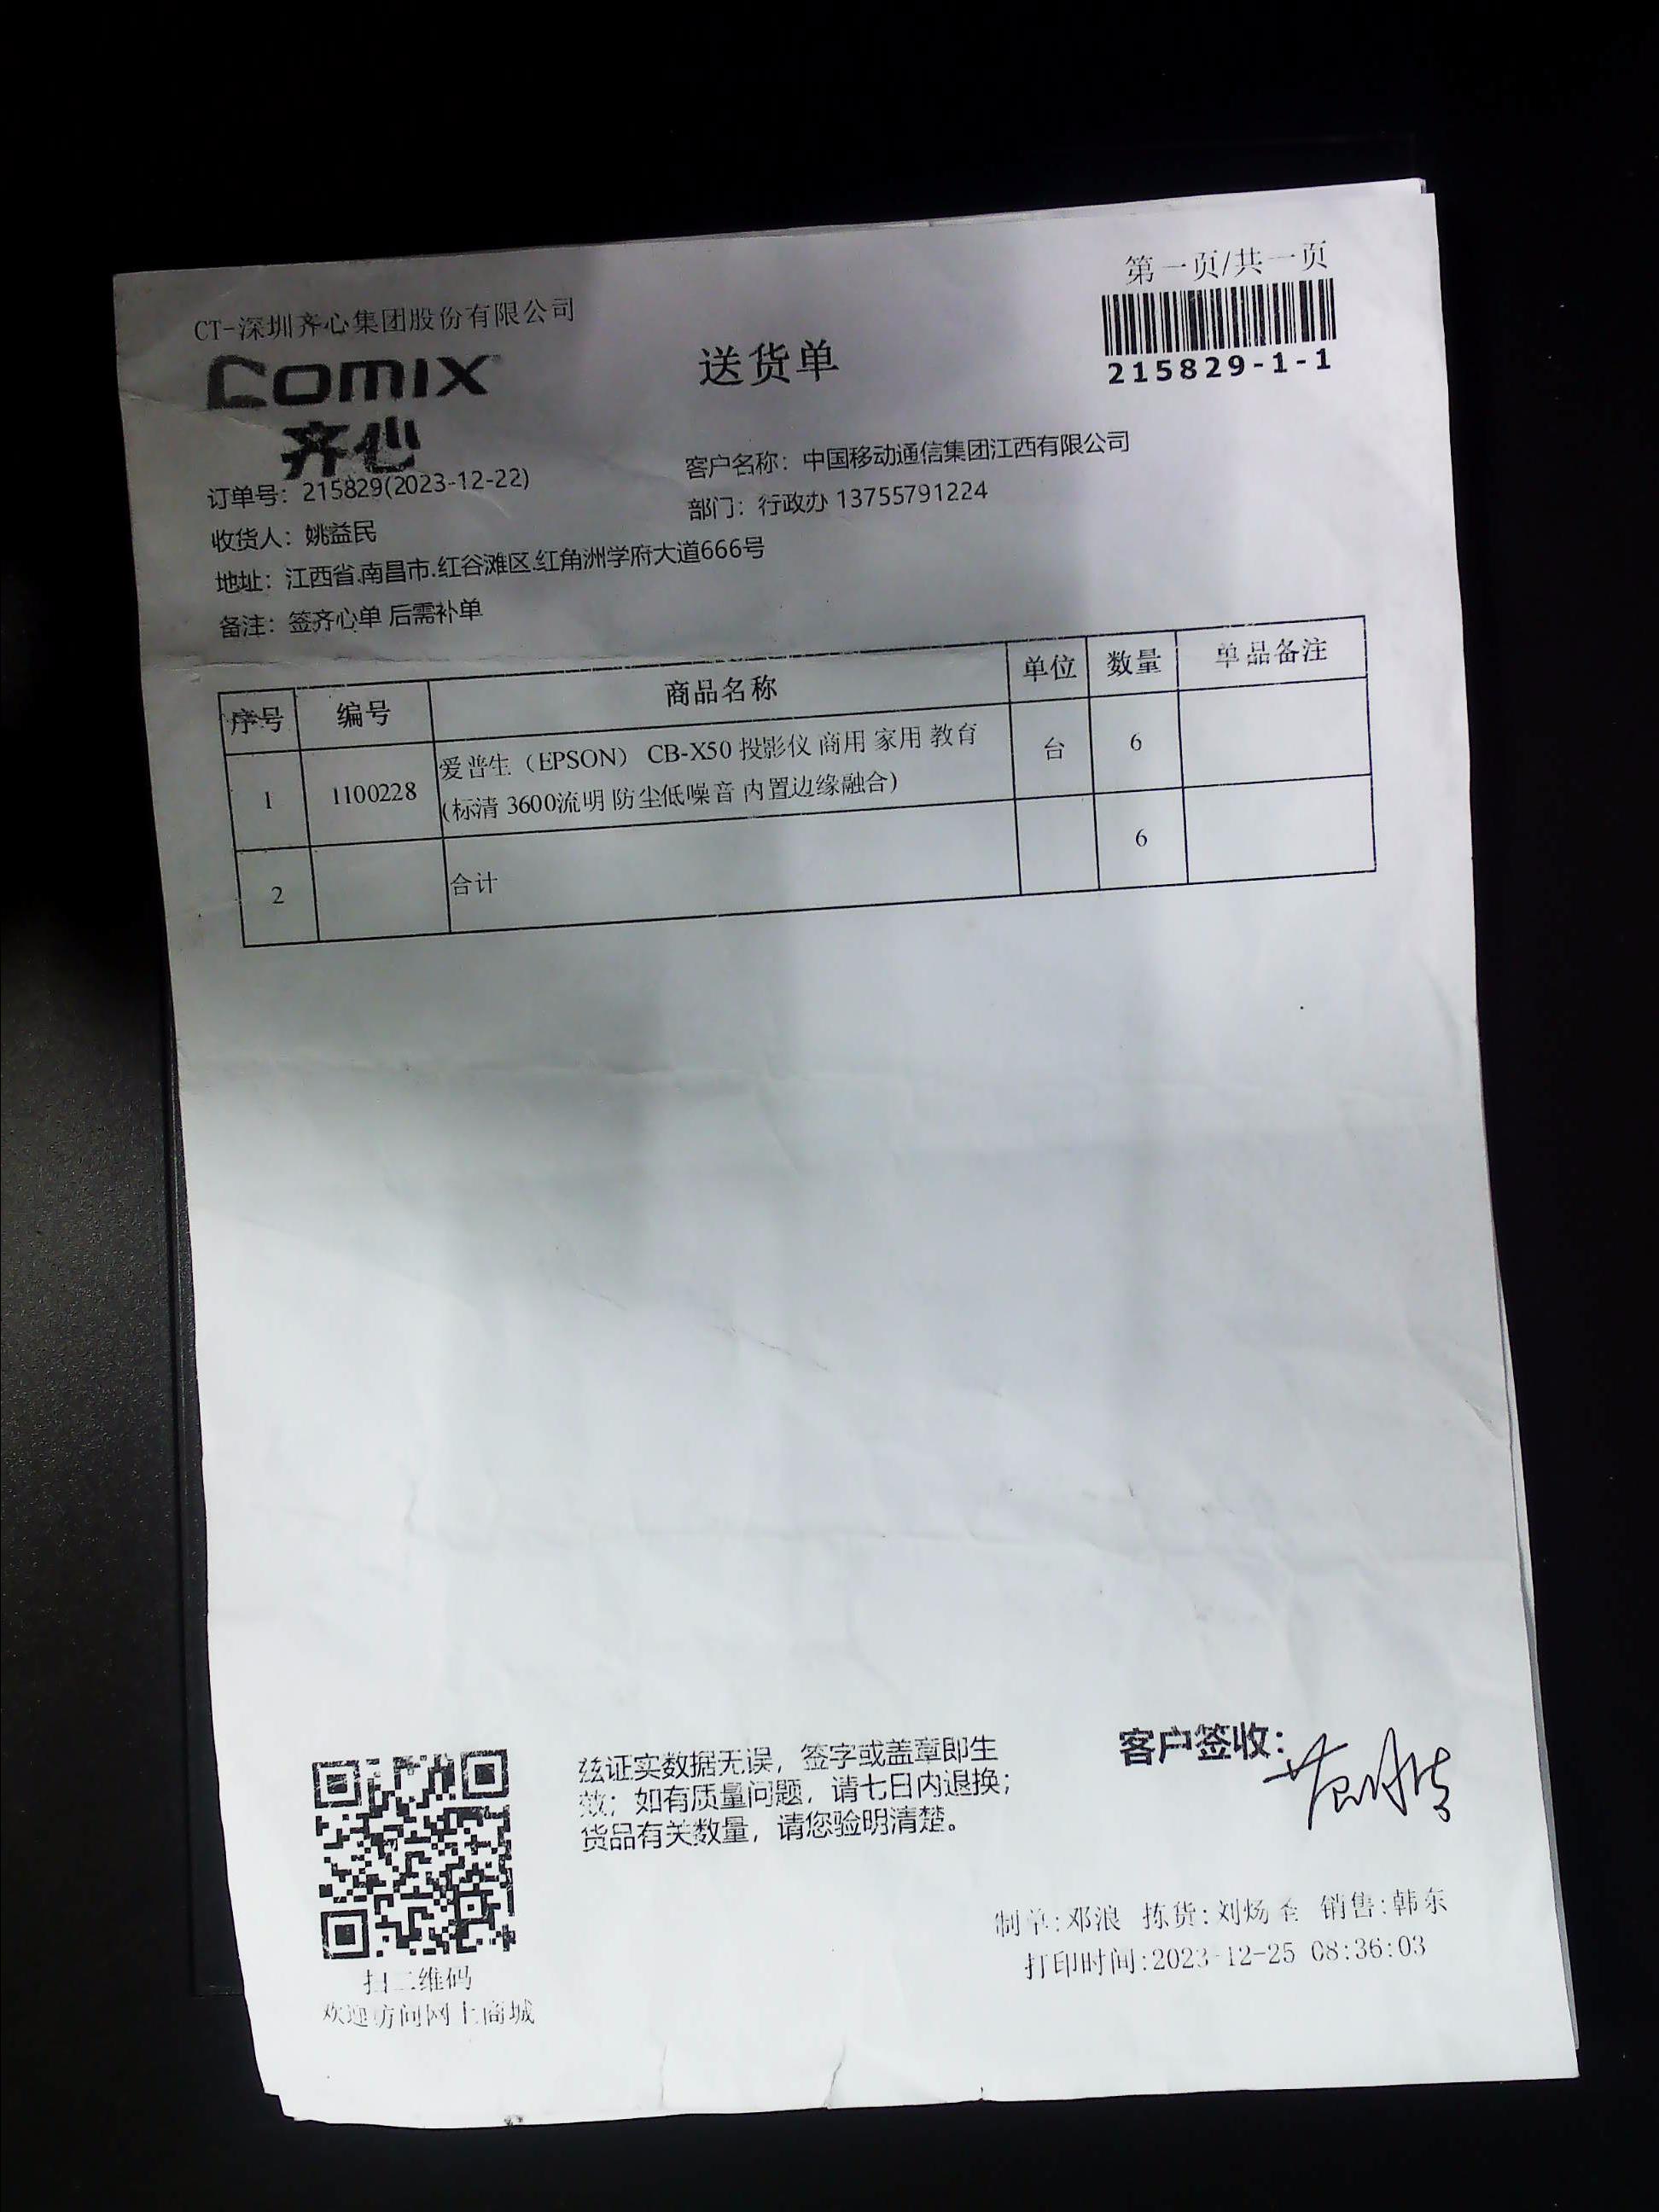 第一页/共一页
CT-深圳齐心集团股份有限公司
comix
齐心
送货单
215829-1-1
订单号：215829(2023-12-22)
客户名称：中国移动通信集团江西有限公司
收货人：姚益民
部门：行政办 13755791224
地址：江西省.南昌市.红谷滩区.红角洲学府大道666号
备注：签齐心单 后需补单
序号 编号 商品名称 单位 数量 单品备注
1 1100228 爱普生（EPSON） CB-X50 投影仪 商用 家用 教育 台 6
(标清 3600流明 防尘低噪音 内置边缘融合)
2 合计 6
兹证实数据无误，签字或盖章即生
效；如有质量问题，请七日内退换；
货品有关数量，请您验明清楚。
客户签收：
制单:邓浪 拣货:刘炀 销售:韩东
打印时间:2023-12-25 08:36:03
扫二维码
欢迎访问网上商城